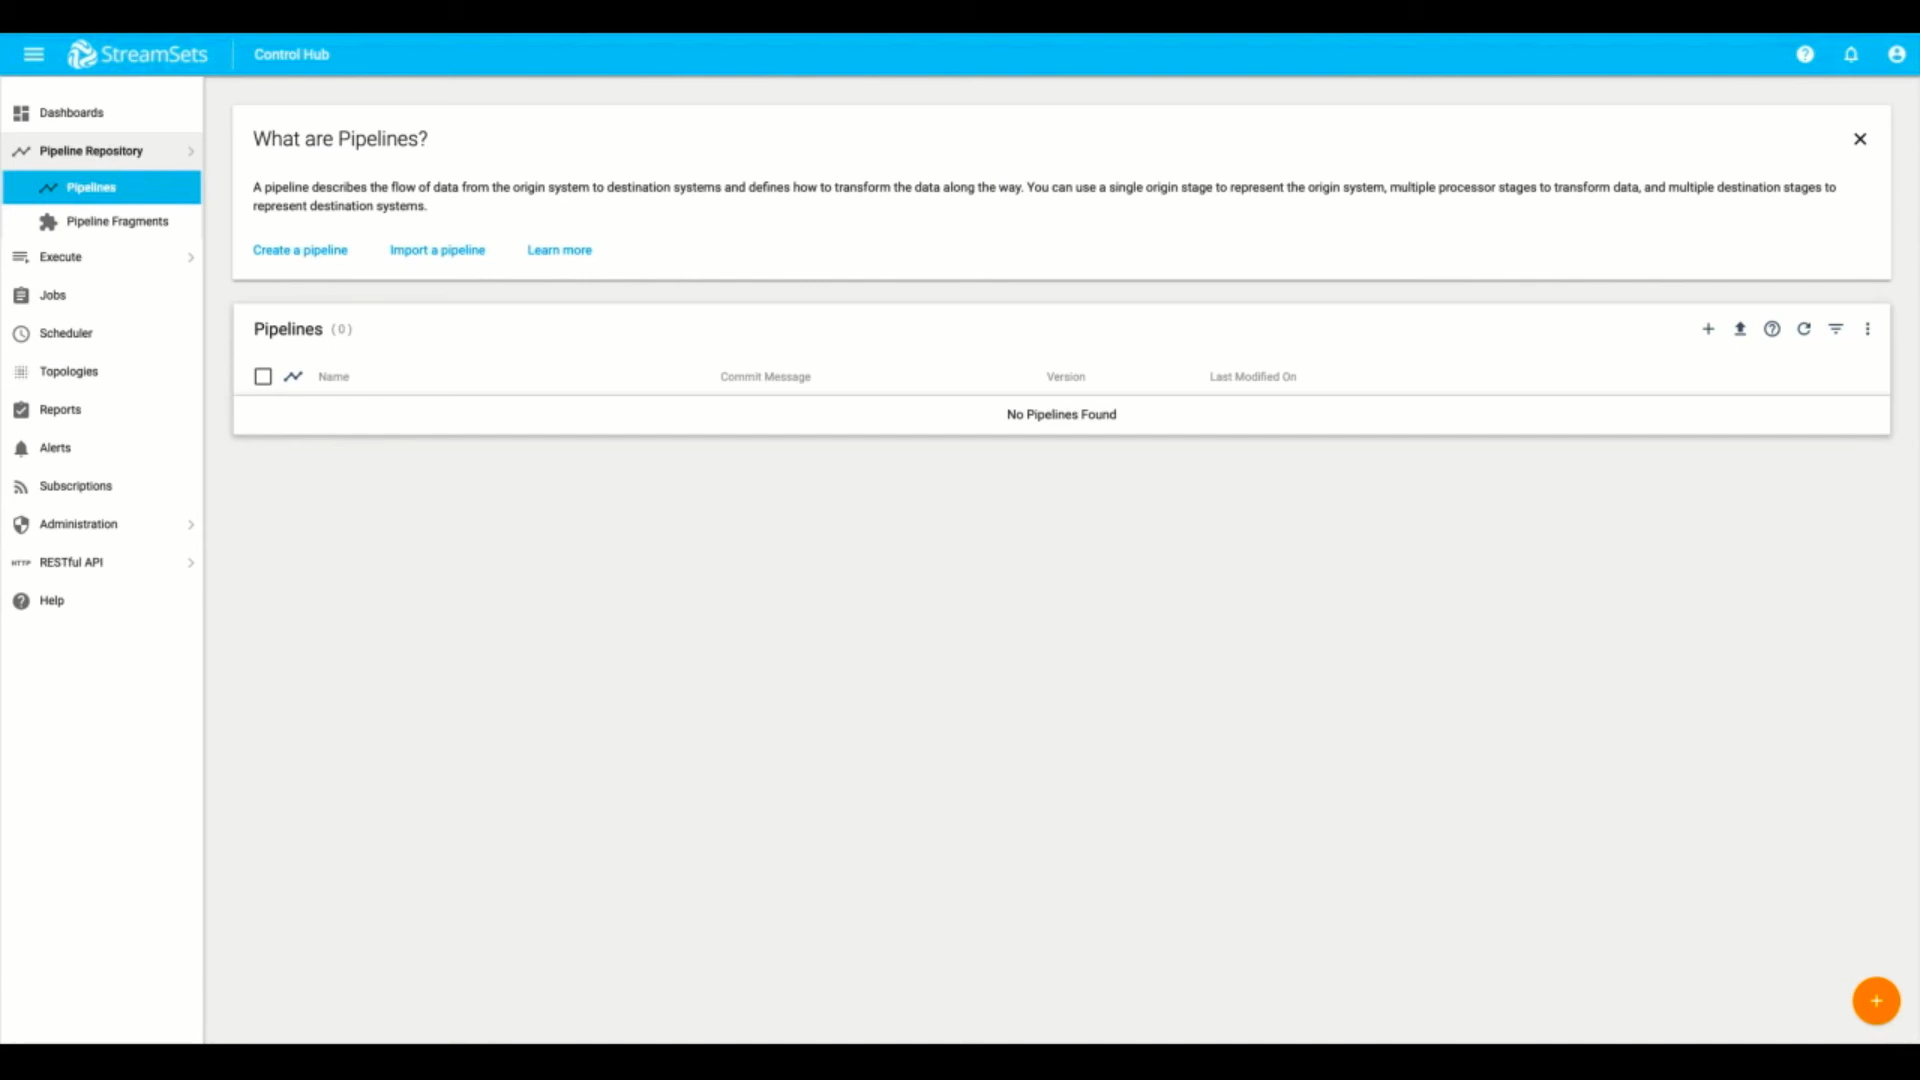 StreamSets
Control Hub
Dashboards
Pipeline Repository
Pipelines
Pipeline Fragments
Execute
Jobs
Scheduler
Topologies
Reports
Alerts
Subscriptions
Administration
HTTP RESTful API
Help
What are Pipelines?
A pipeline describes the flow of data from the origin system to destination systems and defines how to transform the data along the way. You can use a single origin stage to represent the origin system, multiple processor stages to transform data, and multiple destination stages to
represent destination systems.
Create a pipeline Import a pipeline Learn more
Pipelines (0)
Name Commit Message Version Last Modified On
No Pipelines Found